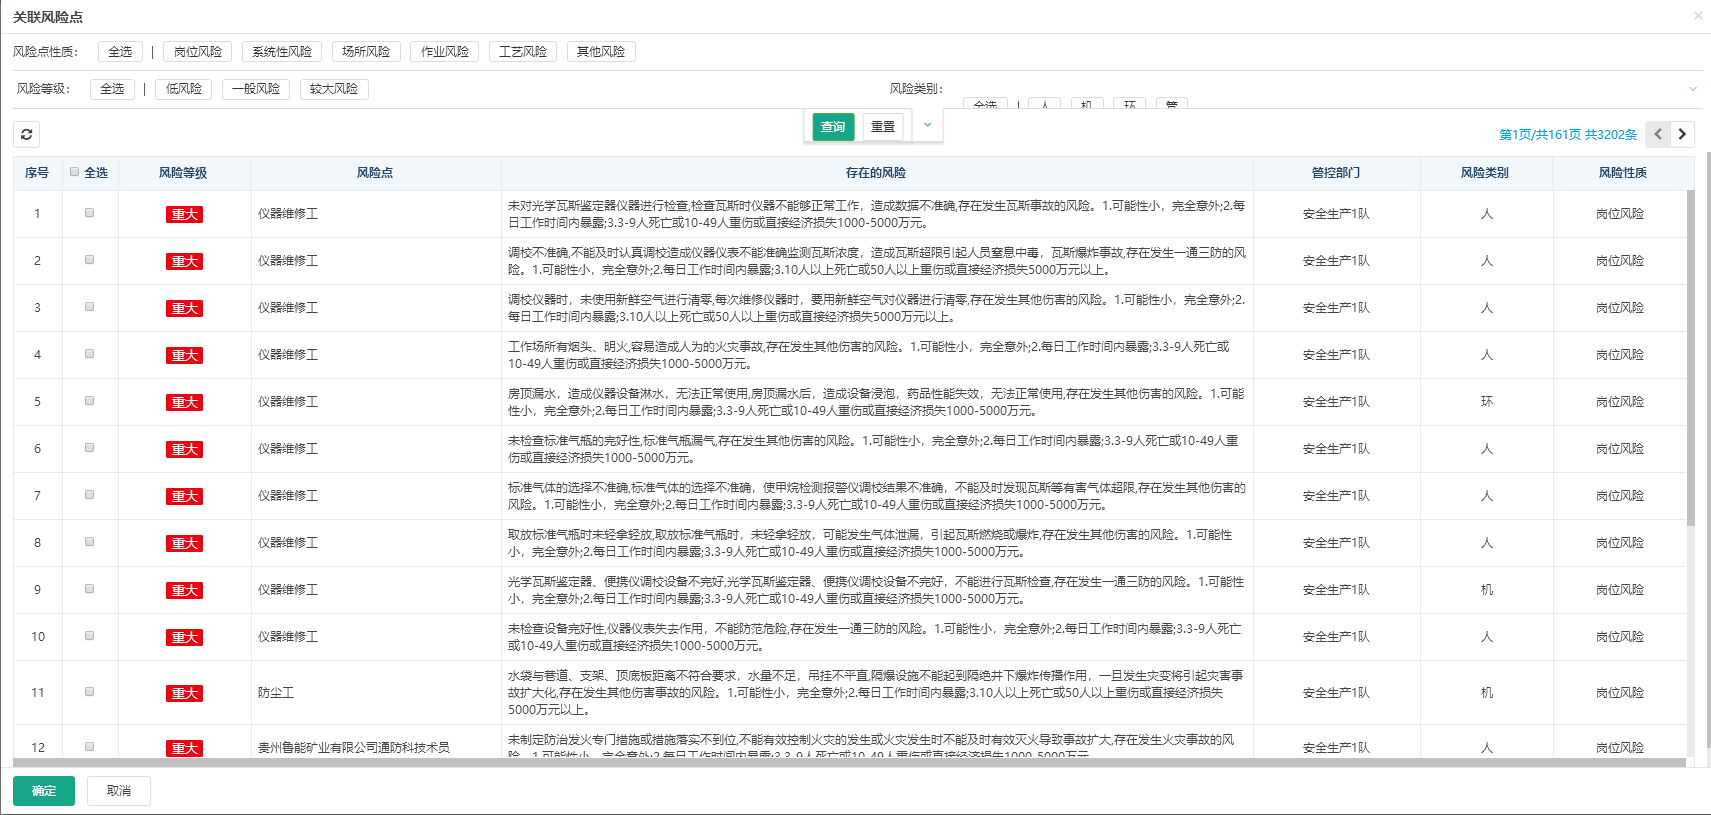 关联风险点
风险点性质： 全选 | 岗位风险 系统性风险 场所风险 作业风险 工艺风险 其他风险
风险等级： 全选 | 低风险 一般风险 较大风险 风险类别： 全选 | 人 机 环 管
查询 重置
第1页/共161页 共3202条
序号 全选 风险等级 风险点 存在的风险 管控部门 风险类别 风险性质
1 重大 仪器维修工 未对光学瓦斯鉴定器仪器进行检查,检查瓦斯时仪器不能够正常工作，造成数据不准确,存在发生瓦斯事故的风险。1.可能性小，完全意外;2.每 安全生产1队 人 岗位风险
日工作时间内暴露;3.3-9人死亡或10-49人重伤或直接经济损失1000-5000万元。
2 重大 仪器维修工 调校不准确,不能及时认真调校造成仪器仪表不能准确监测瓦斯浓度，造成瓦斯超限引起人员窒息中毒，瓦斯爆炸事故,存在发生一通三防的风 安全生产1队 人 岗位风险
险。1.可能性小，完全意外;2.每日工作时间内暴露;3.10人以上死亡或50人以上重伤或直接经济损失5000万元以上。
3 重大 仪器维修工 调校仪器时，未使用新鲜空气进行清零,每次维修仪器时，要用新鲜空气对仪器进行清零,存在发生其他伤害的风险。1.可能性小，完全意外;2. 安全生产1队 人 岗位风险
每日工作时间内暴露;3.10人以上死亡或50人以上重伤或直接经济损失5000万元以上。
4 重大 仪器维修工 工作场所有烟头、明火,容易造成人为的火灾事故,存在发生其他伤害的风险。1.可能性小，完全意外;2.每日工作时间内暴露;3.3-9人死亡或 安全生产1队 人 岗位风险
10-49人重伤或直接经济损失1000-5000万元。
5 重大 仪器维修工 房顶漏水，造成仪器设备淋水，无法正常使用,房顶漏水后，造成设备浸泡，药品性能失效，无法正常使用,存在发生其他伤害的风险。1.可能 安全生产1队 环 岗位风险
性小，完全意外;2.每日工作时间内暴露;3.3-9人死亡或10-49人重伤或直接经济损失1000-5000万元。
6 重大 仪器维修工 未检查标准气瓶的完好性,标准气瓶漏气,存在发生其他伤害的风险。1.可能性小，完全意外;2.每日工作时间内暴露;3.3-9人死亡或10-49人重 安全生产1队 人 岗位风险
伤或直接经济损失1000-5000万元。
7 重大 仪器维修工 标准气体的选择不准确,标准气体的选择不准确，使甲烷检测报警仪调校结果不准确，不能及时发现瓦斯等有害气体超限,存在发生其他伤害的 安全生产1队 人 岗位风险
风险。1.可能性小，完全意外;2.每日工作时间内暴露;3.3-9人死亡或10-49人重伤或直接经济损失1000-5000万元。
8 重大 仪器维修工 取放标准气瓶时未轻拿轻放,取放标准气瓶时，未轻拿轻放，可能发生气体泄漏，引起瓦斯燃烧或爆炸,存在发生其他伤害的风险。1.可能性 安全生产1队 人 岗位风险
小，完全意外;2.每日工作时间内暴露;3.3-9人死亡或10-49人重伤或直接经济损失1000-5000万元。
9 重大 仪器维修工 光学瓦斯鉴定器、便携仪调校设备不完好,光学瓦斯鉴定器、便携仪调校设备不完好，不能进行瓦斯检查,存在发生一通三防的风险。1.可能性 安全生产1队 机 岗位风险
小，完全意外;2.每日工作时间内暴露;3.3-9人死亡或10-49人重伤或直接经济损失1000-5000万元。
10 重大 仪器维修工 未检查设备完好性,仪器仪表失去作用，不能防范危险,存在发生一通三防的风险。1.可能性小，完全意外;2.每日工作时间内暴露;3.3-9人死亡 安全生产1队 人 岗位风险
或10-49人重伤或直接经济损失1000-5000万元。
11 重大 防尘工 水袋与巷道、支架、顶底板距离不符合要求，水量不足，吊挂不平直,隔爆设施不能起到隔绝井下爆炸传播作用，一旦发生灾变将引起灾害事 安全生产1队 机 岗位风险
故扩大化,存在发生其他伤害事故的风险。1.可能性小，完全意外;2.每日工作时间内暴露;3.10人以上死亡或50人以上重伤或直接经济损失
5000万元以上。
12 重大 贵州鲁能矿业有限公司通防科技术员 未制定防治发火专门措施或措施落实不到位,不能有效控制火灾的发生或火灾发生时不能及时有效灭火导致事故扩大,存在发生火灾事故的风 安全生产1队 人 岗位风险
险。1.可能性小，完全意外;2.每日工作时间内暴露;3.3-9人死亡或10-49人重伤或直接经济损失1000-5000万元。
确定 取消